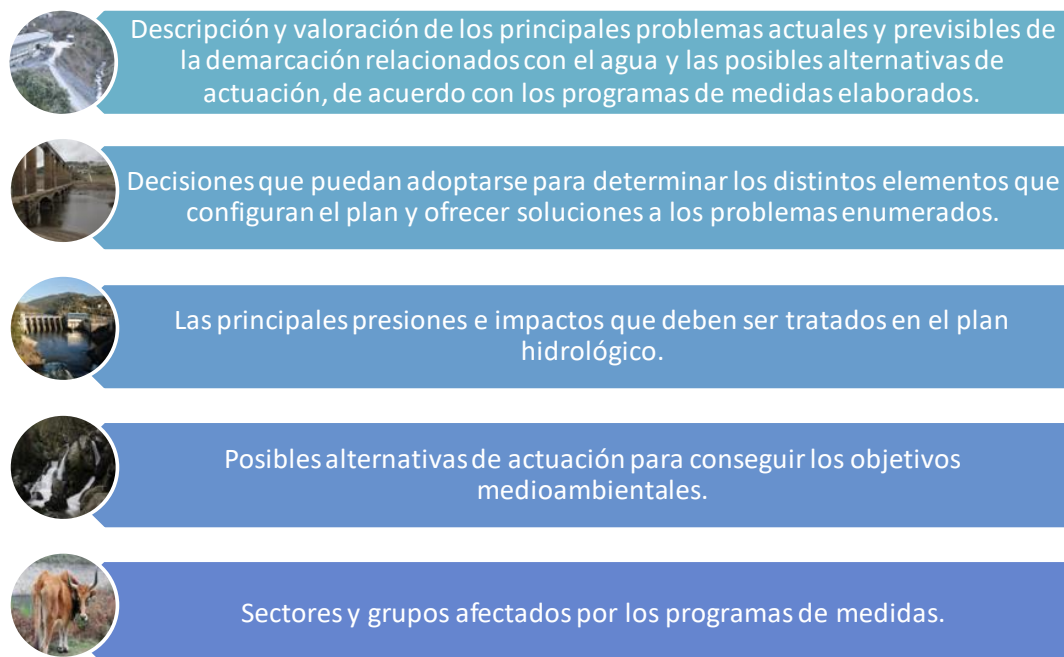 Descripción y valoración de los principales problemas actuales y previsibles de
la demarcación relacionados con el agua y las posibles alternativas de
actuación, de acuerdo con los programas de medidas elaborados.
Decisiones que puedan adoptarse para determinar los distintos elementos que
configuran el plan y ofrecer soluciones a los problemas enumerados.
Las principales presiones e impactos que deben ser tratados en el plan
hidrológico.
Posibles alternativas de actuación para conseguir los objetivos
medioambientales.
Sectores y grupos afectados por los programas de medidas.